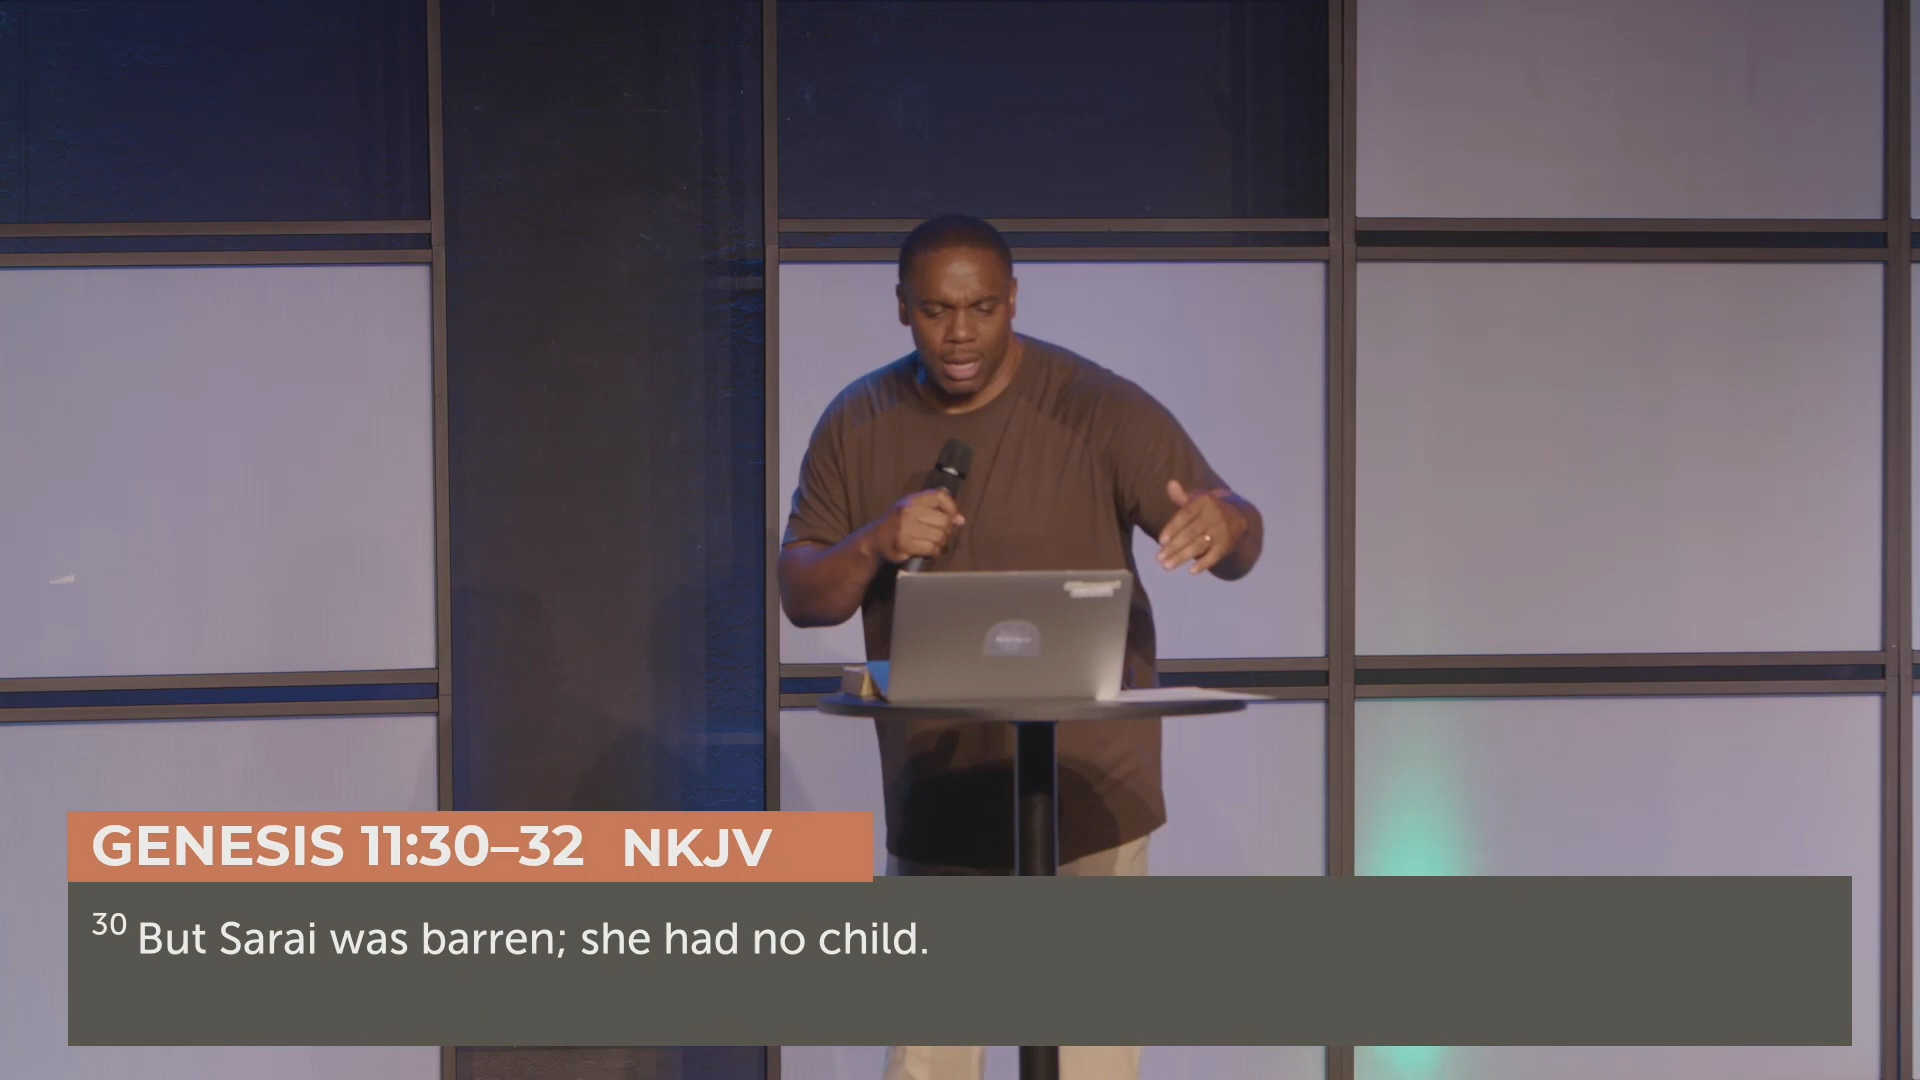 GENESIS 11:30–32 NKJV
30 But Sarai was barren; she had no child.